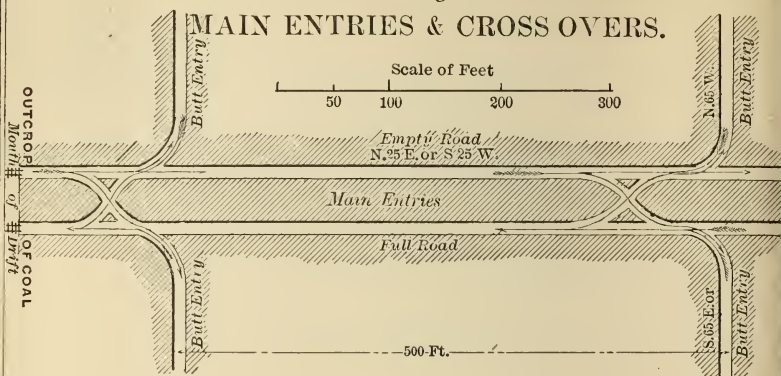 MAIN ENTRIES & CROSS OVERS.
Scale of Feet
50 100 200 300
Butt Entry
N.65 W.
Butt Entry
OUTCROP OF COAL
Mouth of Drift
Empty Road
N.25 E. or S 25 W.
Main Entries
Full Road
Butt Entry
S.65 E. or
Butt Entry
500-Ft.